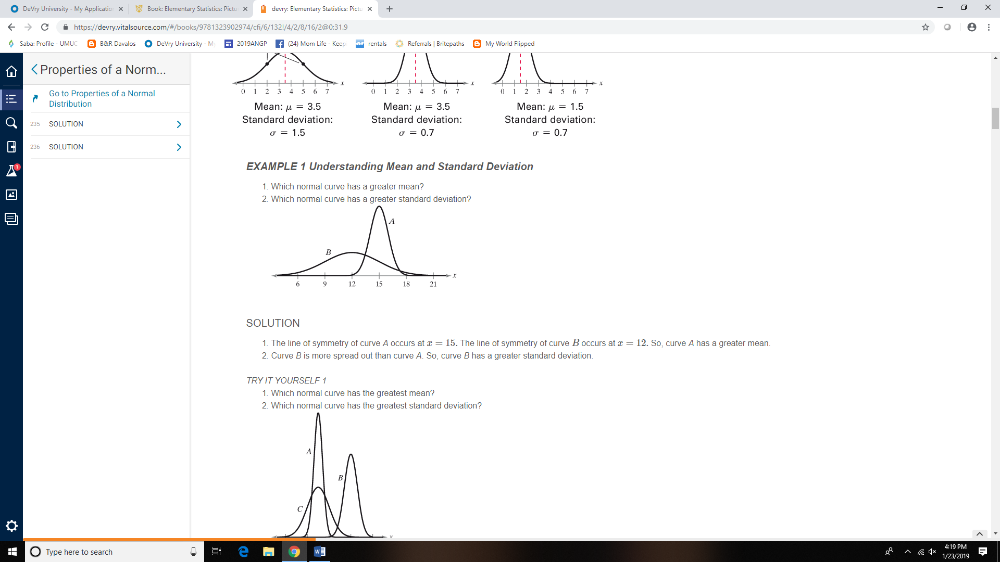 DeVry University - My Application
Book: Elementary Statistics: Pictu
devry: Elementary Statistics: Pictu
https://devry.vitalsource.com/#/books/9781323902974/cfi/6/132!/4/2/8/16/2@0:31.9
Saba: Profile - UMUC
B&R Davalos
DeVry University - My
2019ANGP
(24) Mom Life - Keep
rentals
Referrals | Britepaths
My World Flipped
Properties of a Norm...
Go to Properties of a Normal
Distribution
235 SOLUTION
236 SOLUTION
1
x
0 1 2 3 4 5 6 7
Mean: μ = 3.5
Standard deviation:
σ = 1.5
x
0 1 2 3 4 5 6 7
Mean: μ = 3.5
Standard deviation:
σ = 0.7
x
0 1 2 3 4 5 6 7
Mean: μ = 1.5
Standard deviation:
σ = 0.7
EXAMPLE 1 Understanding Mean and Standard Deviation
1. Which normal curve has a greater mean?
2. Which normal curve has a greater standard deviation?
A
B
x
6 9 12 15 18 21
SOLUTION
1. The line of symmetry of curve A occurs at x = 15. The line of symmetry of curve B occurs at x = 12. So, curve A has a greater mean.
2. Curve B is more spread out than curve A. So, curve B has a greater standard deviation.
TRY IT YOURSELF 1
1. Which normal curve has the greatest mean?
2. Which normal curve has the greatest standard deviation?
A
B
C
x
Type here to search
4:19 PM
1/23/2019